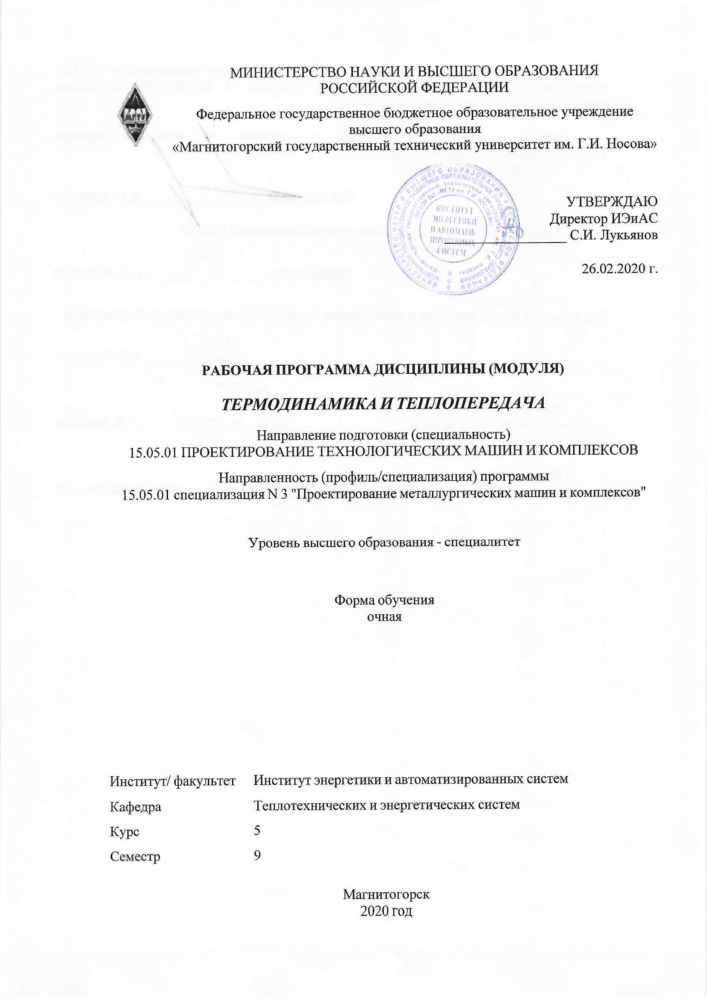 МИНИСТЕРСТВО НАУКИ И ВЫСШЕГО ОБРАЗОВАНИЯ
РОССИЙСКОЙ ФЕДЕРАЦИИ
Федеральное государственное бюджетное образовательное учреждение
высшего образования
«Магнитогорский государственный технический университет им. Г.И. Носова»
УТВЕРЖДАЮ
Директор ИЭиАС
С.И. Лукьянов
26.02.2020 г.
ИНСТИТУТ
ЭНЕРГЕТИКИ
И АВТОМАТИ-
ЗИРОВАННЫХ
СИСТЕМ
РАБОЧАЯ ПРОГРАММА ДИСЦИПЛИНЫ (МОДУЛЯ)
ТЕРМОДИНАМИКА И ТЕПЛОПЕРЕДАЧА
Направление подготовки (специальность)
15.05.01 ПРОЕКТИРОВАНИЕ ТЕХНОЛОГИЧЕСКИХ МАШИН И КОМПЛЕКСОВ
Направленность (профиль/специализация) программы
15.05.01 специализация N 3 "Проектирование металлургических машин и комплексов"
Уровень высшего образования - специалитет
Форма обучения
очная
Институт/ факультет Институт энергетики и автоматизированных систем
Кафедра Теплотехнических и энергетических систем
Курс 5
Семестр 9
Магнитогорск
2020 год